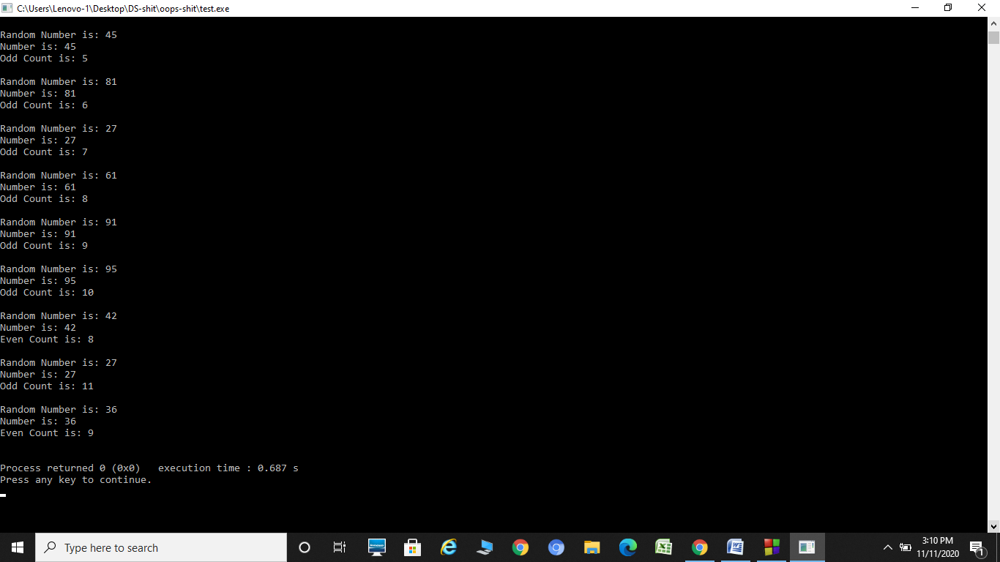 C:\Users\Lenovo-1\Desktop\DS-shit\oops-shit\test.exe
Random Number is: 45
Number is: 45
Odd Count is: 5
Random Number is: 81
Number is: 81
Odd Count is: 6
Random Number is: 27
Number is: 27
Odd Count is: 7
Random Number is: 61
Number is: 61
Odd Count is: 8
Random Number is: 91
Number is: 91
Odd Count is: 9
Random Number is: 95
Number is: 95
Odd Count is: 10
Random Number is: 42
Number is: 42
Even Count is: 8
Random Number is: 27
Number is: 27
Odd Count is: 11
Random Number is: 36
Number is: 36
Even Count is: 9
Process returned 0 (0x0)   execution time : 0.687 s
Press any key to continue.
Type here to search
3:10 PM
11/11/2020
1